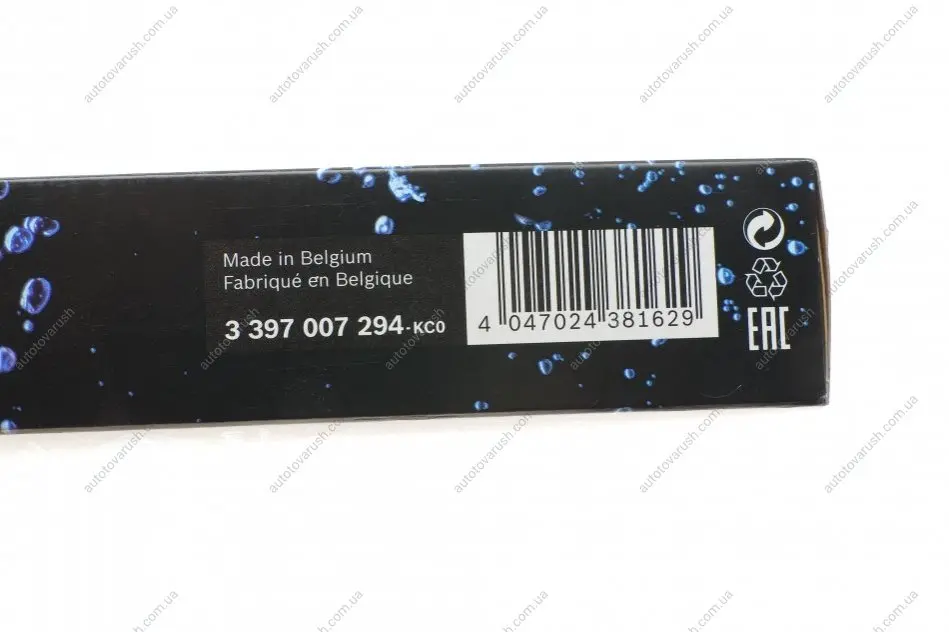 Made in Belgium
Fabriqué en Belgique
3 397 007 294-KC0
4 047024 381629
EAC
autotovarush.com.ua